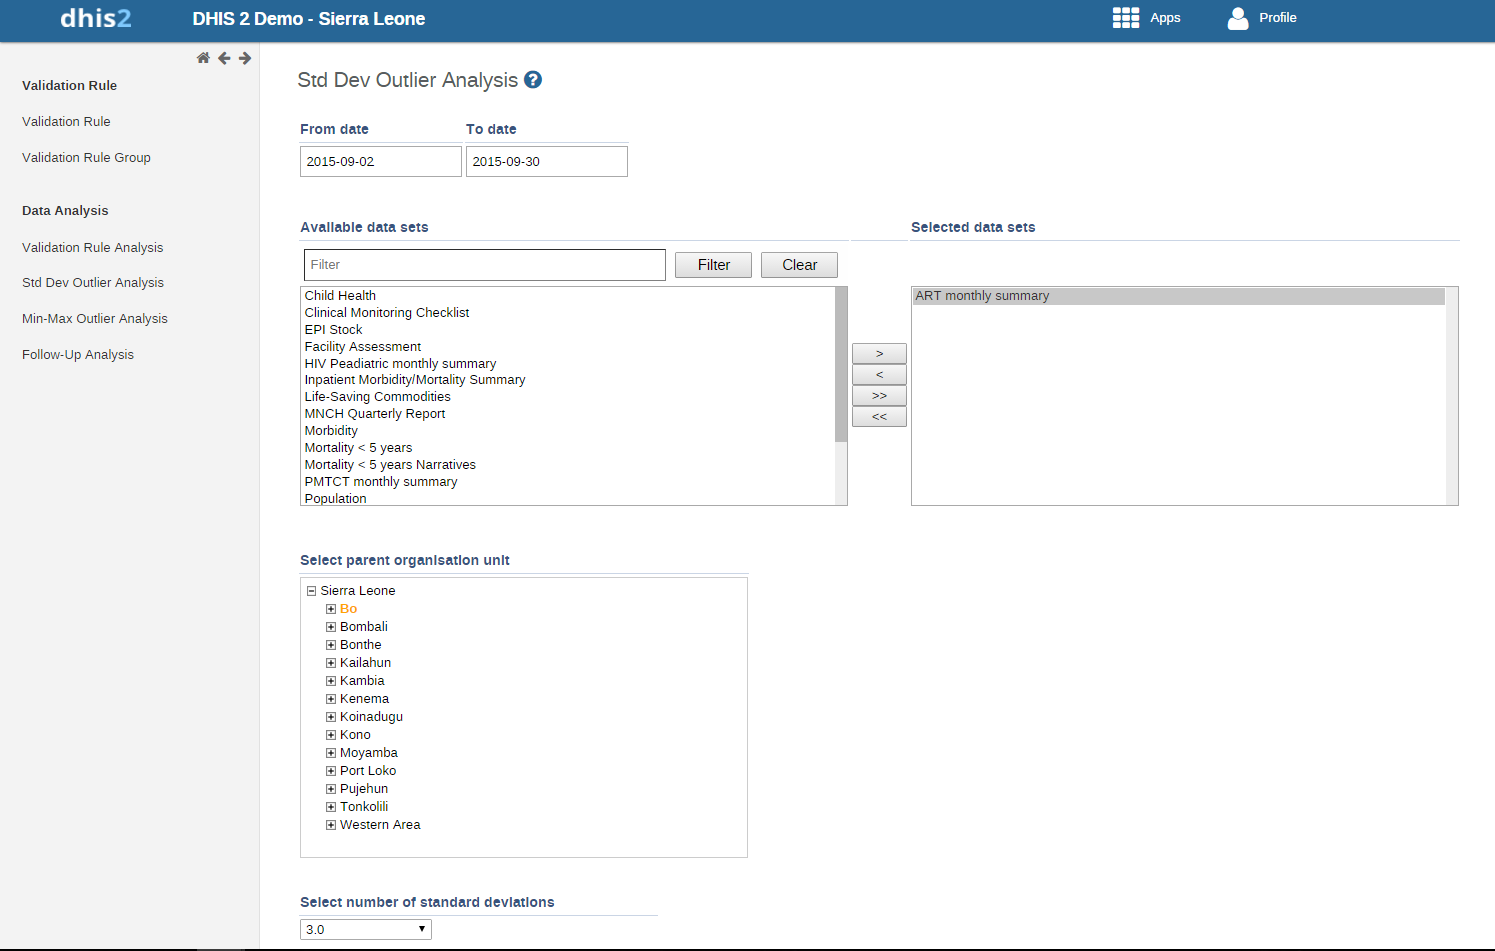 dhis2 DHIS 2 Demo - Sierra Leone Apps Profile
Validation Rule
Validation Rule
Validation Rule Group
Data Analysis
Validation Rule Analysis
Std Dev Outlier Analysis
Min-Max Outlier Analysis
Follow-Up Analysis
Std Dev Outlier Analysis ?
From date To date
2015-09-02 2015-09-30
Available data sets Selected data sets
Filter Filter Clear
Child Health
Clinical Monitoring Checklist
EPI Stock
Facility Assessment
HIV Peadiatric monthly summary
Inpatient Morbidity/Mortality Summary
Life-Saving Commodities
MNCH Quarterly Report
Morbidity
Mortality < 5 years
Mortality < 5 years Narratives
PMTCT monthly summary
Population
>
<
>>
<<
ART monthly summary
Select parent organisation unit
Sierra Leone
Bo
Bombali
Bonthe
Kailahun
Kambia
Kenema
Koinadugu
Kono
Moyamba
Port Loko
Pujehun
Tonkolili
Western Area
Select number of standard deviations
3.0